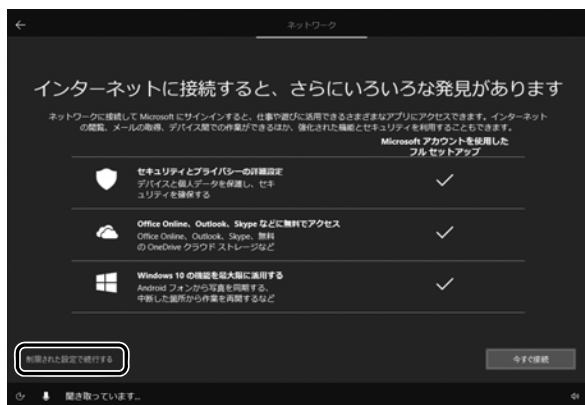 ネットワーク
インターネットに接続すると、さらにいろいろな発見があります
ネットワークに接続して Microsoft にサインインすると、仕事や遊びに活用できるさまざまなアプリにアクセスできます。インターネット
の閲覧、メールの取得、デバイス間での作業ができるほか、強化された機能とセキュリティを利用することもできます。
Microsoft アカウントを使用した
フル セットアップ
セキュリティとプライバシーの詳細設定
デバイスと個人データを保護し、セキ
ュリティを確保する
Office Online、Outlook、Skype などに無料でアクセス
Office Online、Outlook、Skype、無料
の OneDrive クラウド ストレージなど
Windows 10 の機能を最大限に活用する
Android フォンから写真を同期する、
中断した箇所から作業を再開するなど
制限された設定で続行する
今すぐ接続
聞き取っています...